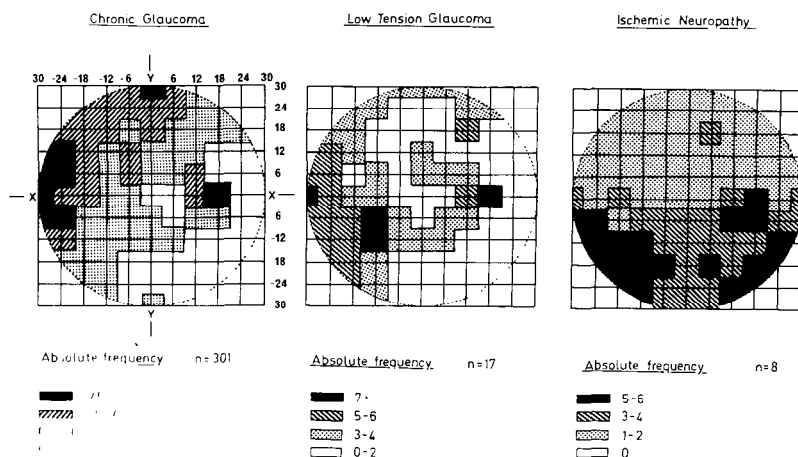 Chronic Glaucoma
Low Tension Glaucoma
Ischemic Neuropathy
Y
30 -24 -18 -12 -6 6 12 18 24 30
30
24
18
12
6
X
X
-6
-12
-18
-24
-30
Y
Absolute frequency n=301
Absolute frequency n=17
7+
5-6
3-4
0-2
Absolute frequency n=8
5-6
3-4
1-2
0